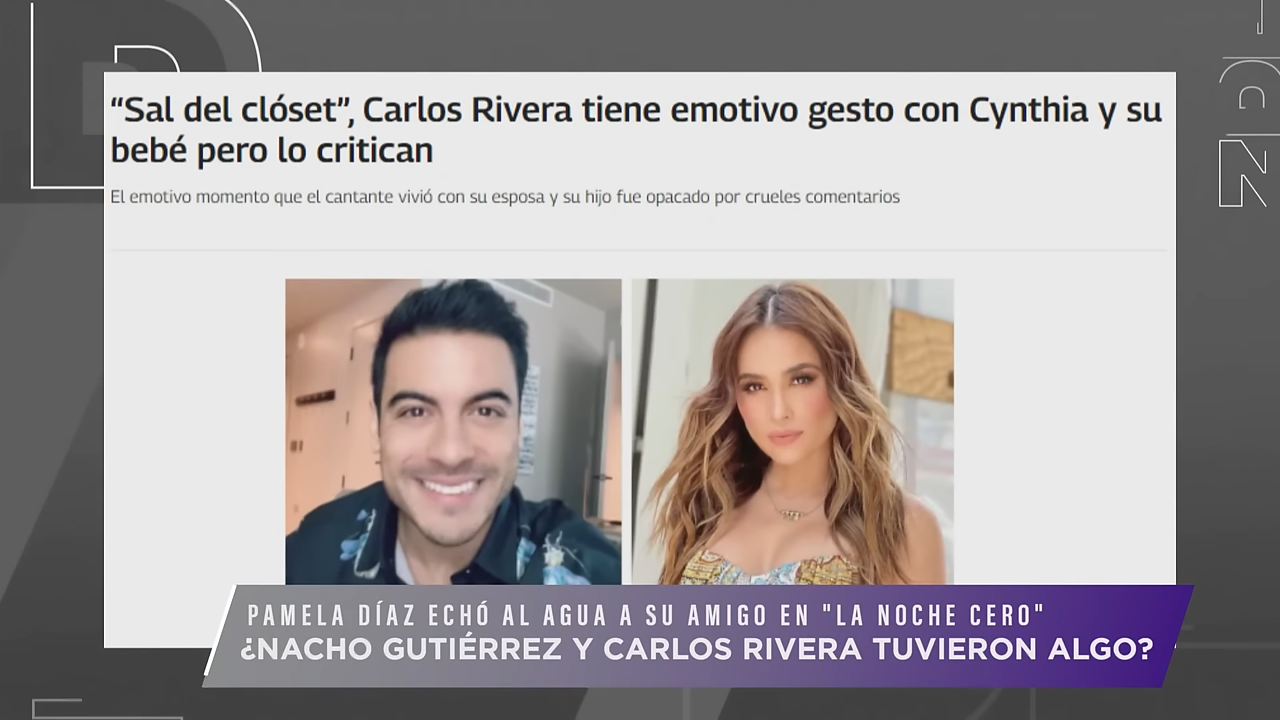 “Sal del clóset”, Carlos Rivera tiene emotivo gesto con Cynthia y su
bebé pero lo critican
El emotivo momento que el cantante vivió con su esposa y su hijo fue opacado por crueles comentarios
PAMELA DÍAZ ECHÓ AL AGUA A SU AMIGO EN "LA NOCHE CERO"
¿NACHO GUTIÉRREZ Y CARLOS RIVERA TUVIERON ALGO?